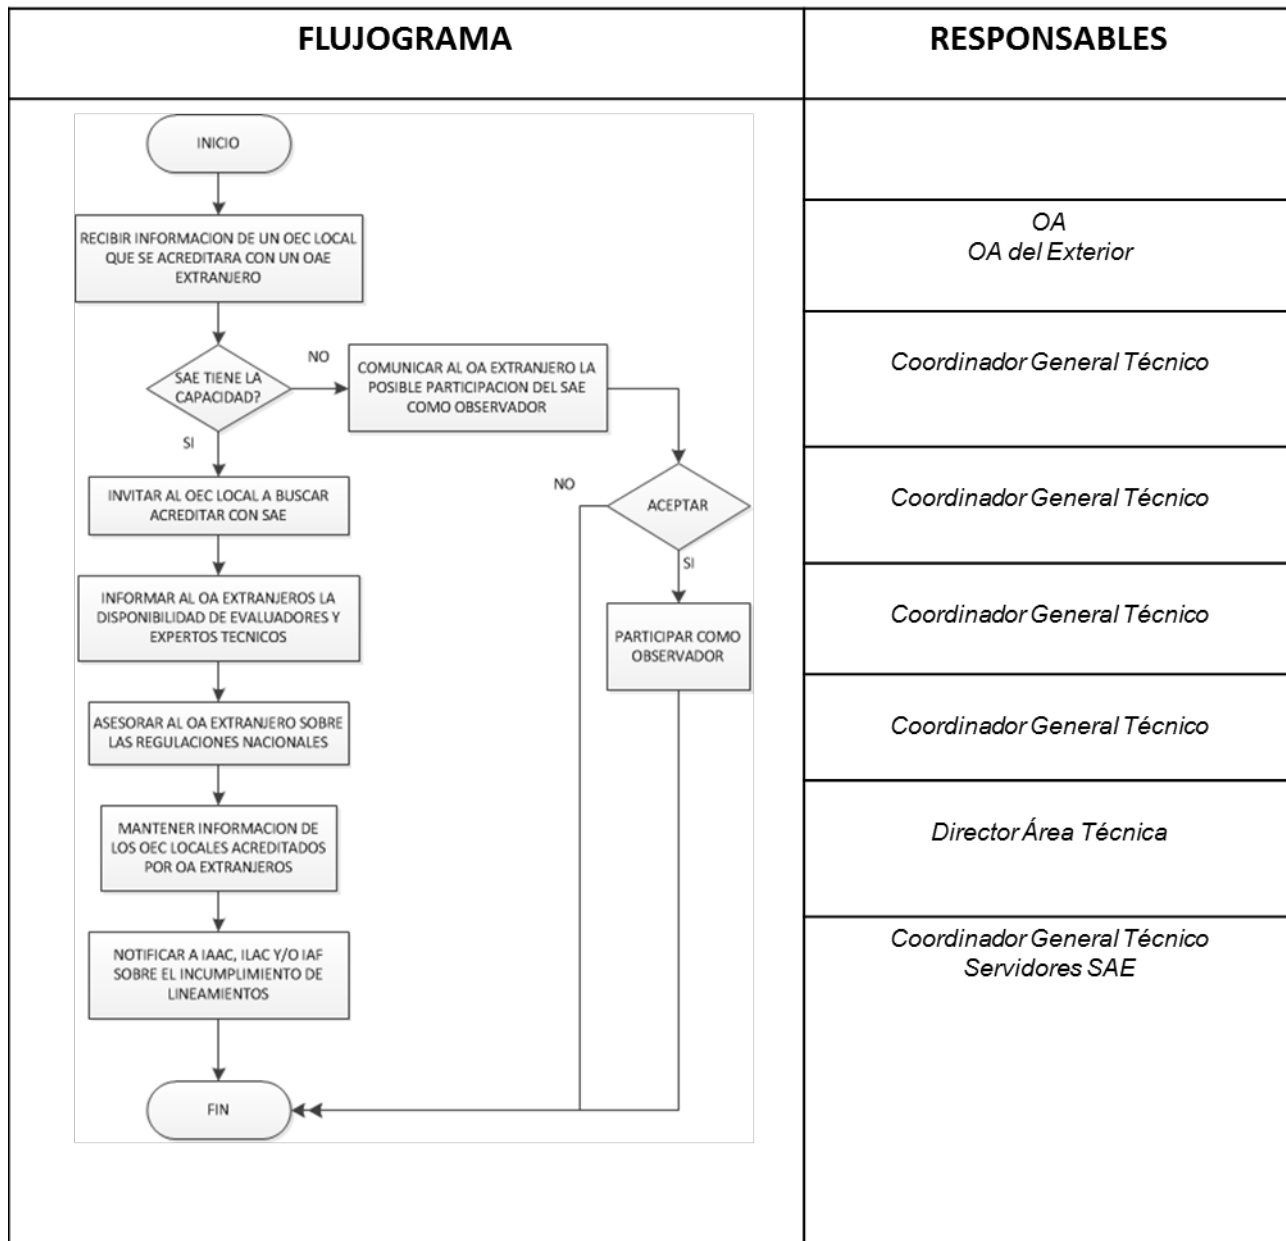 FLUJOGRAMA
RESPONSABLES
INICIO
RECIBIR INFORMACION DE UN OEC LOCAL
QUE SE ACREDITARA CON UN OAE
EXTRANJERO
OA
OA del Exterior
SAE TIENE LA
CAPACIDAD?
NO
SI
COMUNICAR AL OA EXTRANJERO LA
POSIBLE PARTICIPACION DEL SAE
COMO OBSERVADOR
Coordinador General Técnico
INVITAR AL OEC LOCAL A BUSCAR
ACREDITAR CON SAE
NO
ACEPTAR
SI
Coordinador General Técnico
INFORMAR AL OA EXTRANJEROS LA
DISPONIBILIDAD DE EVALUADORES Y
EXPERTOS TECNICOS
PARTICIPAR COMO
OBSERVADOR
Coordinador General Técnico
ASESORAR AL OA EXTRANJERO SOBRE
LAS REGULACIONES NACIONALES
Coordinador General Técnico
MANTENER INFORMACION DE
LOS OEC LOCALES ACREDITADOS
POR OA EXTRANJEROS
Director Área Técnica
NOTIFICAR A IAAC, ILAC Y/O IAF
SOBRE EL INCUMPLIMIENTO DE
LINEAMIENTOS
Coordinador General Técnico
Servidores SAE
FIN